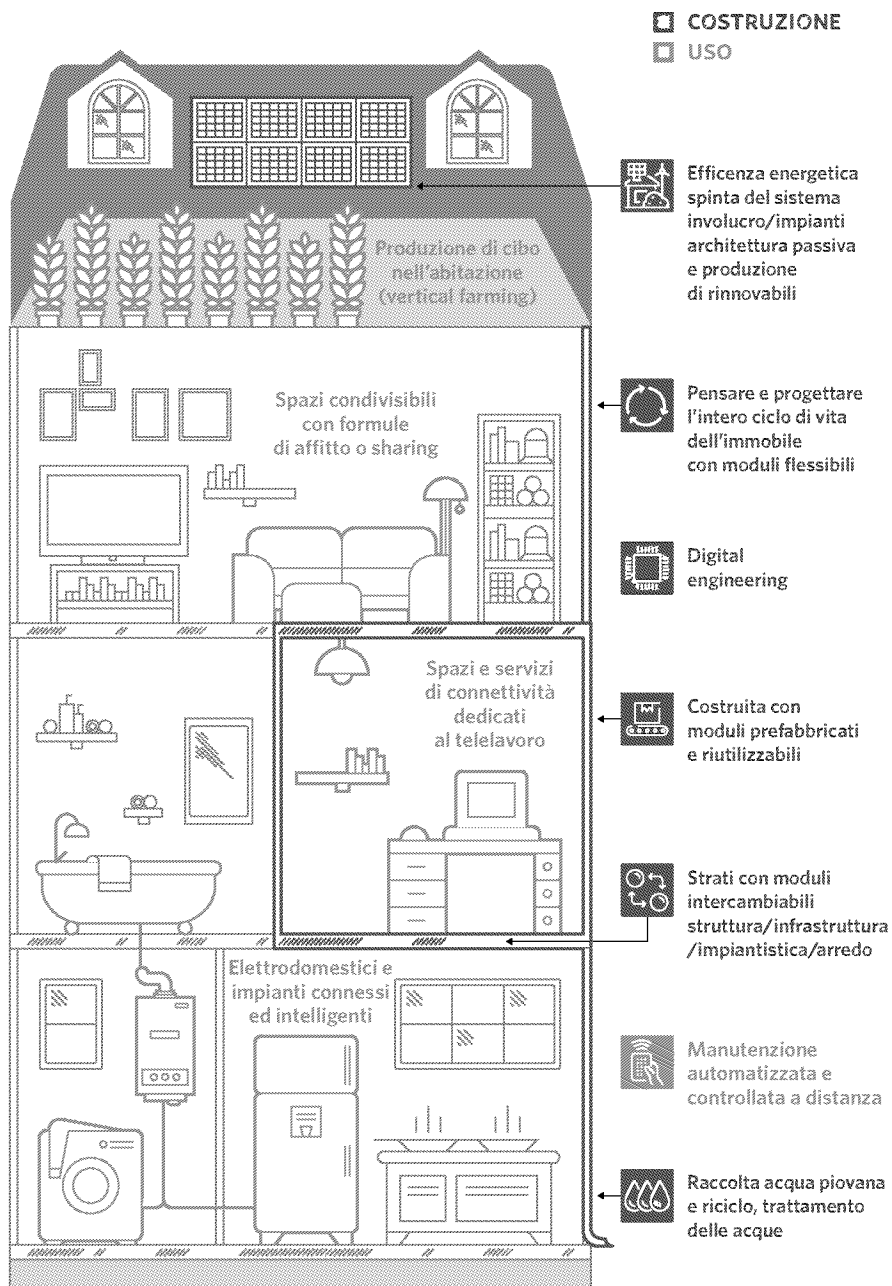 COSTRUZIONE
USO
Efficenza energetica
spinta del sistema
involucro/impianti
architettura passiva
e produzione
di rinnovabili
Produzione di cibo
nell'abitazione
(vertical farming)
Pensare e progettare
l'intero ciclo di vita
dell'immobile
con moduli flessibili
Spazi condivisibili
con formule
di affitto o sharing
Digital
engineering
Spazi e servizi
di connettività
dedicati
al telelavoro
Costruita con
moduli prefabbricati
e riutilizzabili
Strati con moduli
intercambiabili
struttura/infrastruttura
/impiantistica/arredo
Elettrodomestici e
impianti connessi
ed intelligenti
Manutenzione
automatizzata e
controllata a distanza
Raccolta acqua piovana
e riciclo, trattamento
delle acque